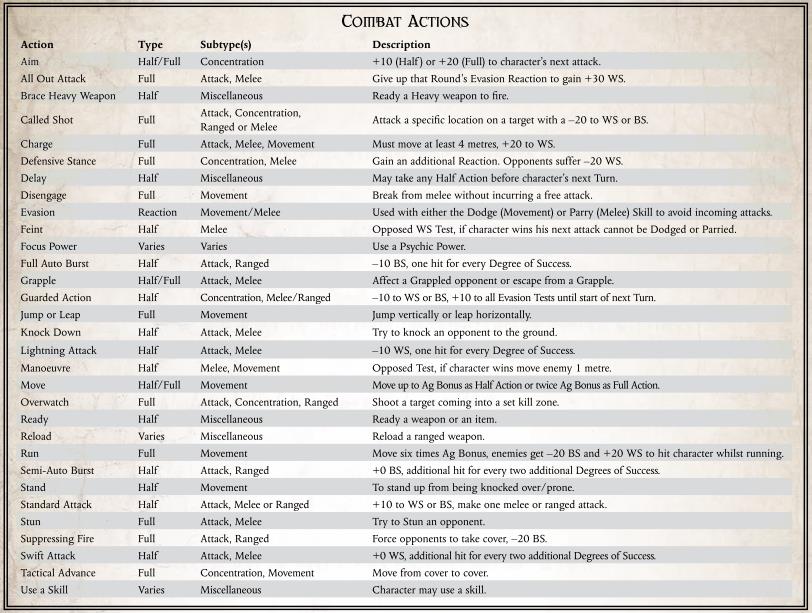 Combat Actions
Action Type Subtype(s) Description
Aim Half/Full Concentration +10 (Half) or +20 (Full) to character's next attack.
All Out Attack Full Attack, Melee Give up that Round's Evasion Reaction to gain +30 WS.
Brace Heavy Weapon Half Miscellaneous Ready a Heavy weapon to fire.
Called Shot Full Attack, Concentration, Ranged or Melee Attack a specific location on a target with a –20 to WS or BS.
Charge Full Attack, Melee, Movement Must move at least 4 metres, +20 to WS.
Defensive Stance Full Concentration, Melee Gain an additional Reaction. Opponents suffer –20 WS.
Delay Half Miscellaneous May take any Half Action before character's next Turn.
Disengage Full Movement Break from melee without incurring a free attack.
Evasion Reaction Movement/Melee Used with either the Dodge (Movement) or Parry (Melee) Skill to avoid incoming attacks.
Feint Half Melee Opposed WS Test, if character wins his next attack cannot be Dodged or Parried.
Focus Power Varies Varies Use a Psychic Power.
Full Auto Burst Half Attack, Ranged –10 BS, one hit for every Degree of Success.
Grapple Half/Full Attack, Melee Affect a Grappled opponent or escape from a Grapple.
Guarded Action Half Concentration, Melee/Ranged –10 to WS or BS, +10 to all Evasion Tests until start of next Turn.
Jump or Leap Full Movement Jump vertically or leap horizontally.
Knock Down Half Attack, Melee Try to knock an opponent to the ground.
Lightning Attack Half Attack, Melee –10 WS, one hit for every Degree of Success.
Manoeuvre Half Melee, Movement Opposed Test, if character wins move enemy 1 metre.
Move Half/Full Movement Move up to Ag Bonus as Half Action or twice Ag Bonus as Full Action.
Overwatch Full Attack, Concentration, Ranged Shoot a target coming into a set kill zone.
Ready Half Miscellaneous Ready a weapon or an item.
Reload Varies Miscellaneous Reload a ranged weapon.
Run Full Movement Move six times Ag Bonus, enemies get –20 BS and +20 WS to hit character whilst running.
Semi-Auto Burst Half Attack, Ranged +0 BS, additional hit for every two additional Degrees of Success.
Stand Half Movement To stand up from being knocked over/prone.
Standard Attack Half Attack, Melee or Ranged +10 to WS or BS, make one melee or ranged attack.
Stun Full Attack, Melee Try to Stun an opponent.
Suppressing Fire Full Attack, Ranged Force opponents to take cover, –20 BS.
Swift Attack Half Attack, Melee +0 WS, additional hit for every two additional Degrees of Success.
Tactical Advance Full Concentration, Movement Move from cover to cover.
Use a Skill Varies Miscellaneous Character may use a skill.